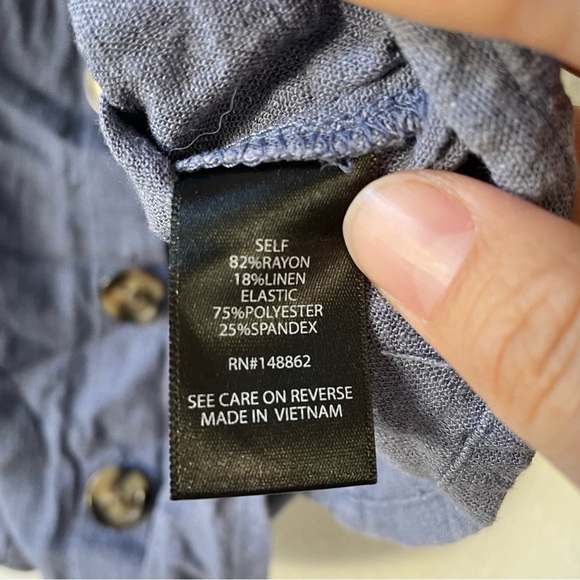 SELF
82%RAYON
18%LINEN
ELASTIC
75%POLYESTER
25%SPANDEX
RN#148862
SEE CARE ON REVERSE
MADE IN VIETNAM